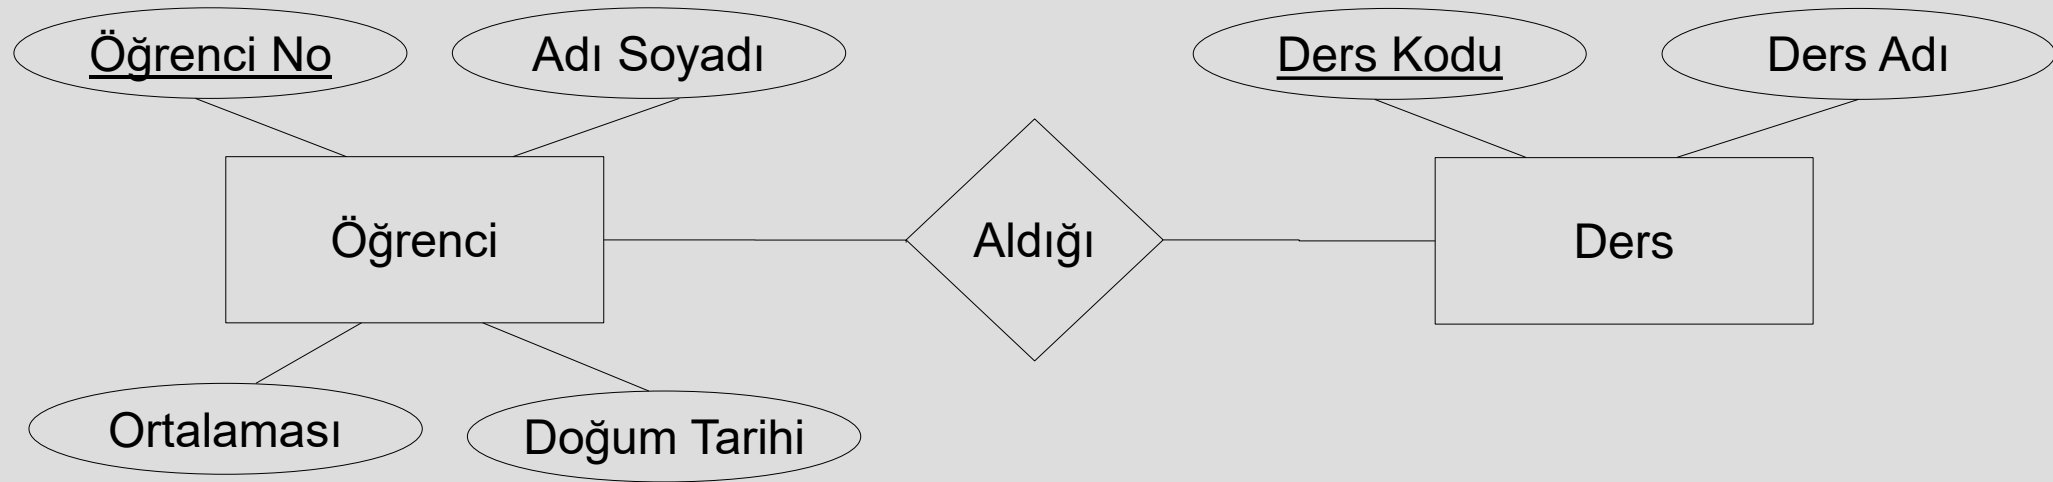 Öğrenci No
Adı Soyadı
Ders Kodu
Ders Adı
Öğrenci
Aldığı
Ders
Ortalaması
Doğum Tarihi